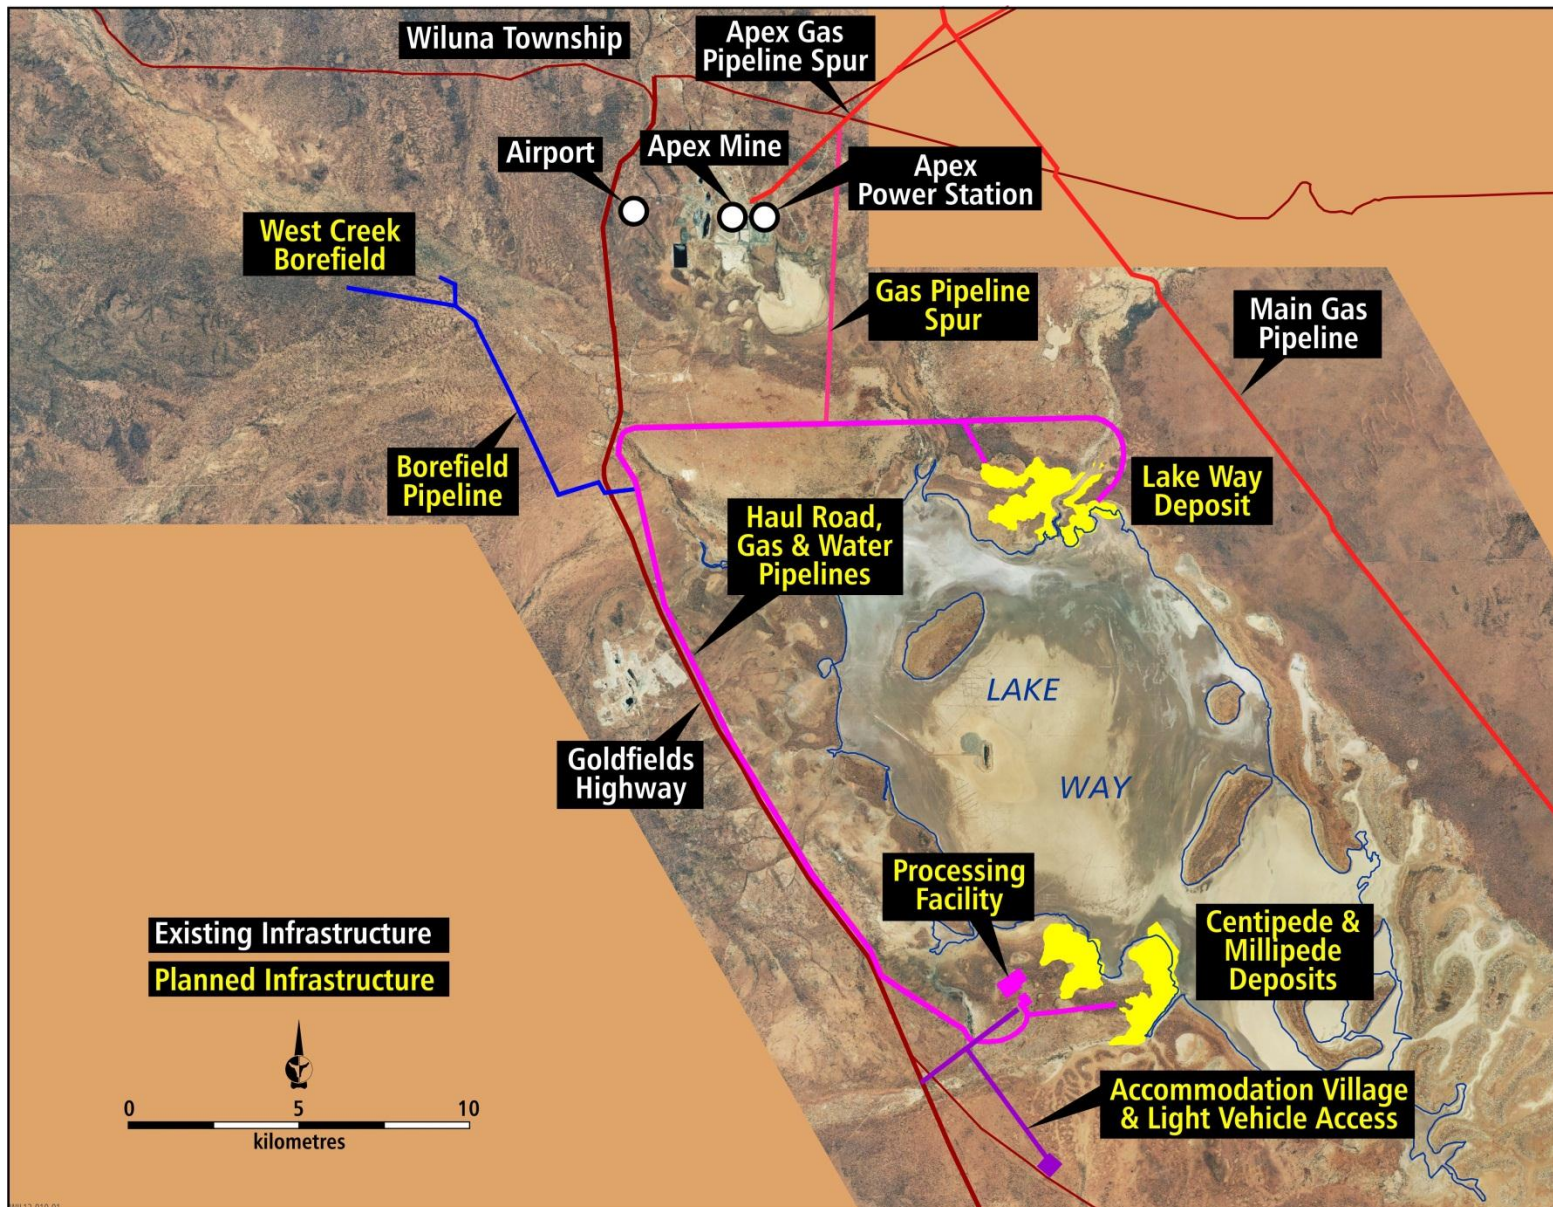 Wiluna Township
Apex Gas
Pipeline Spur
Airport
Apex Mine
Apex
Power Station
West Creek
Borefield
Gas Pipeline
Spur
Main Gas
Pipeline
Borefield
Pipeline
Lake Way
Deposit
Haul Road,
Gas & Water
Pipelines
LAKE
WAY
Goldfields
Highway
Processing
Facility
Centipede &
Millipede
Deposits
Existing Infrastructure
Planned Infrastructure
0 5 10
kilometres
Accommodation Village
& Light Vehicle Access